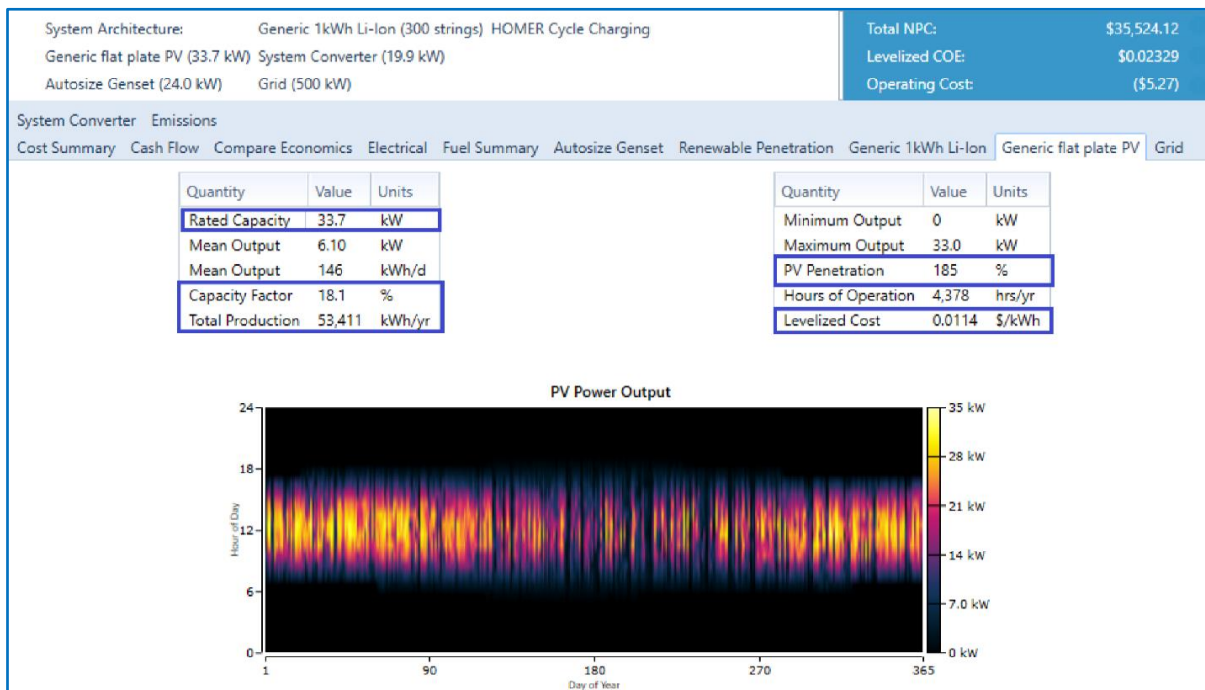 System Architecture: Generic 1kWh Li-Ion (300 strings) HOMER Cycle Charging
Generic flat plate PV (33.7 kW) System Converter (19.9 kW)
Autosize Genset (24.0 kW) Grid (500 kW)
Total NPC: $35,524.12
Levelized COE: $0.02329
Operating Cost: ($5.27)
System Converter Emissions
Cost Summary Cash Flow Compare Economics Electrical Fuel Summary Autosize Genset Renewable Penetration Generic 1kWh Li-Ion Generic flat plate PV Grid
Quantity Value Units
Rated Capacity 33.7 kW
Mean Output 6.10 kW
Mean Output 146 kWh/d
Capacity Factor 18.1 %
Total Production 53,411 kWh/yr
Quantity Value Units
Minimum Output 0 kW
Maximum Output 33.0 kW
PV Penetration 185 %
Hours of Operation 4,378 hrs/yr
Levelized Cost 0.0114 $/kWh
PV Power Output
24
18
12
6
0
Hour of Day
1 90 180 270 365
Day of Year
35 kW
28 kW
21 kW
14 kW
7.0 kW
0 kW